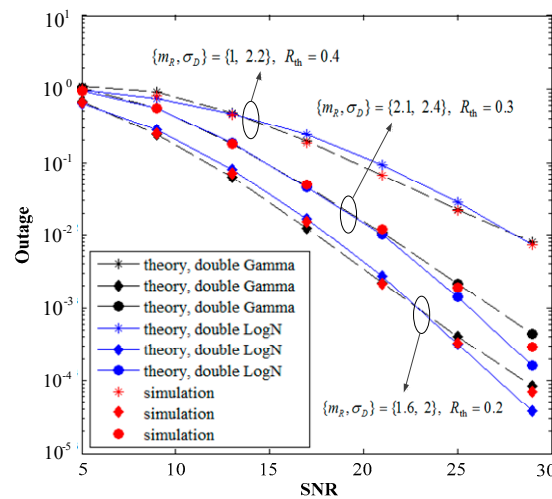 {m_R, σ_D} = {1, 2.2}, R_th = 0.4
{m_R, σ_D} = {2.1, 2.4}, R_th = 0.3
10^1
10^0
10^-1
10^-2
10^-3
10^-4
10^-5
Outage
theory, double Gamma
theory, double Gamma
theory, double Gamma
theory, double LogN
theory, double LogN
theory, double LogN
simulation
simulation
simulation
{m_R, σ_D} = {1.6, 2}, R_th = 0.2
5 10 15 20 25 30
SNR